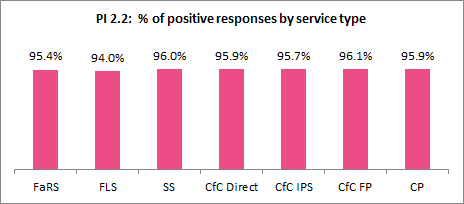 PI 2.2: % of positive responses by service type
95.4% 94.0% 96.0% 95.9% 95.7% 96.1% 95.9%
FaRS FLS SS CfC Direct CfC IPS CfC FP CP